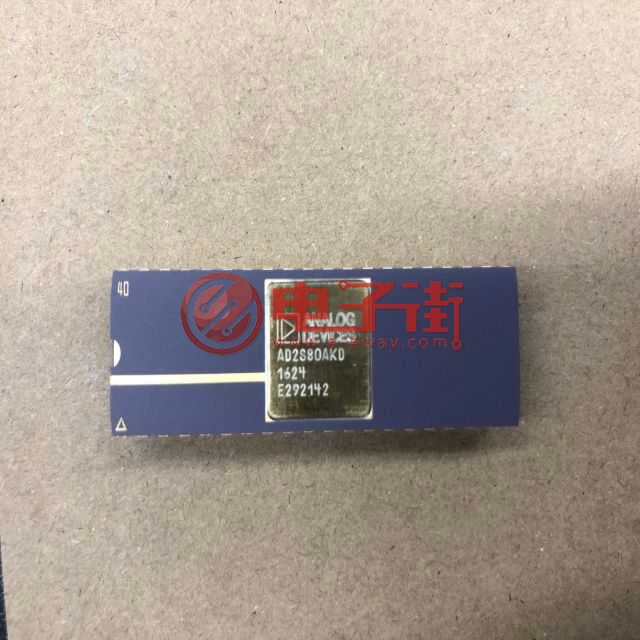 40
电子街
ANALOG
DEVICES
AD2S80AKD
1624
E292142